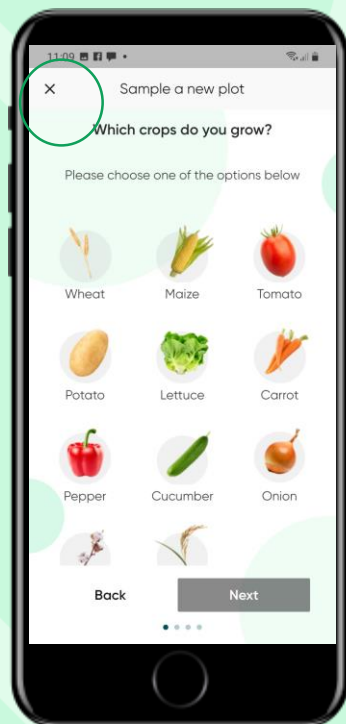 11:09
Sample a new plot
Which crops do you grow?
Please choose one of the options below
Wheat Maize Tomato
Potato Lettuce Carrot
Pepper Cucumber Onion
Back Next